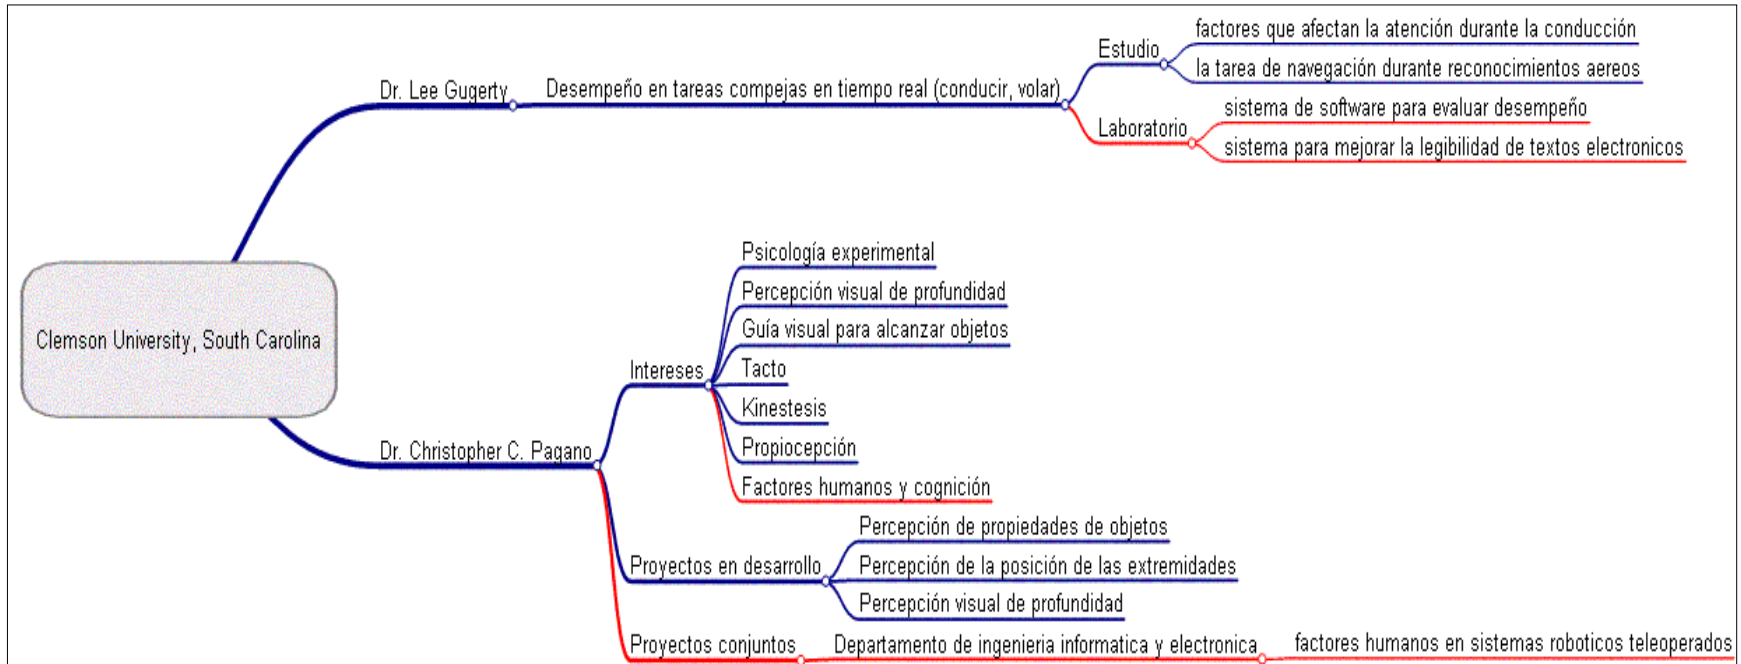 factores que afectan la atención durante la conducción
Estudio
la tarea de navegación durante reconocimientos aereos
Dr. Lee Gugerty
Desempeño en tareas compejas en tiempo real (conducir, volar)
sistema de software para evaluar desempeño
Laboratorio
sistema para mejorar la legibilidad de textos electronicos
Clemson University, South Carolina
Psicología experimental
Percepción visual de profundidad
Guía visual para alcanzar objetos
Intereses
Tacto
Kinestesis
Dr. Christopher C. Pagano
Propiocepción
Factores humanos y cognición
Percepción de propiedades de objetos
Proyectos en desarrollo
Percepción de la posición de las extremidades
Percepción visual de profundidad
Proyectos conjuntos
Departamento de ingenieria informatica y electronica
factores humanos en sistemas roboticos teleoperados